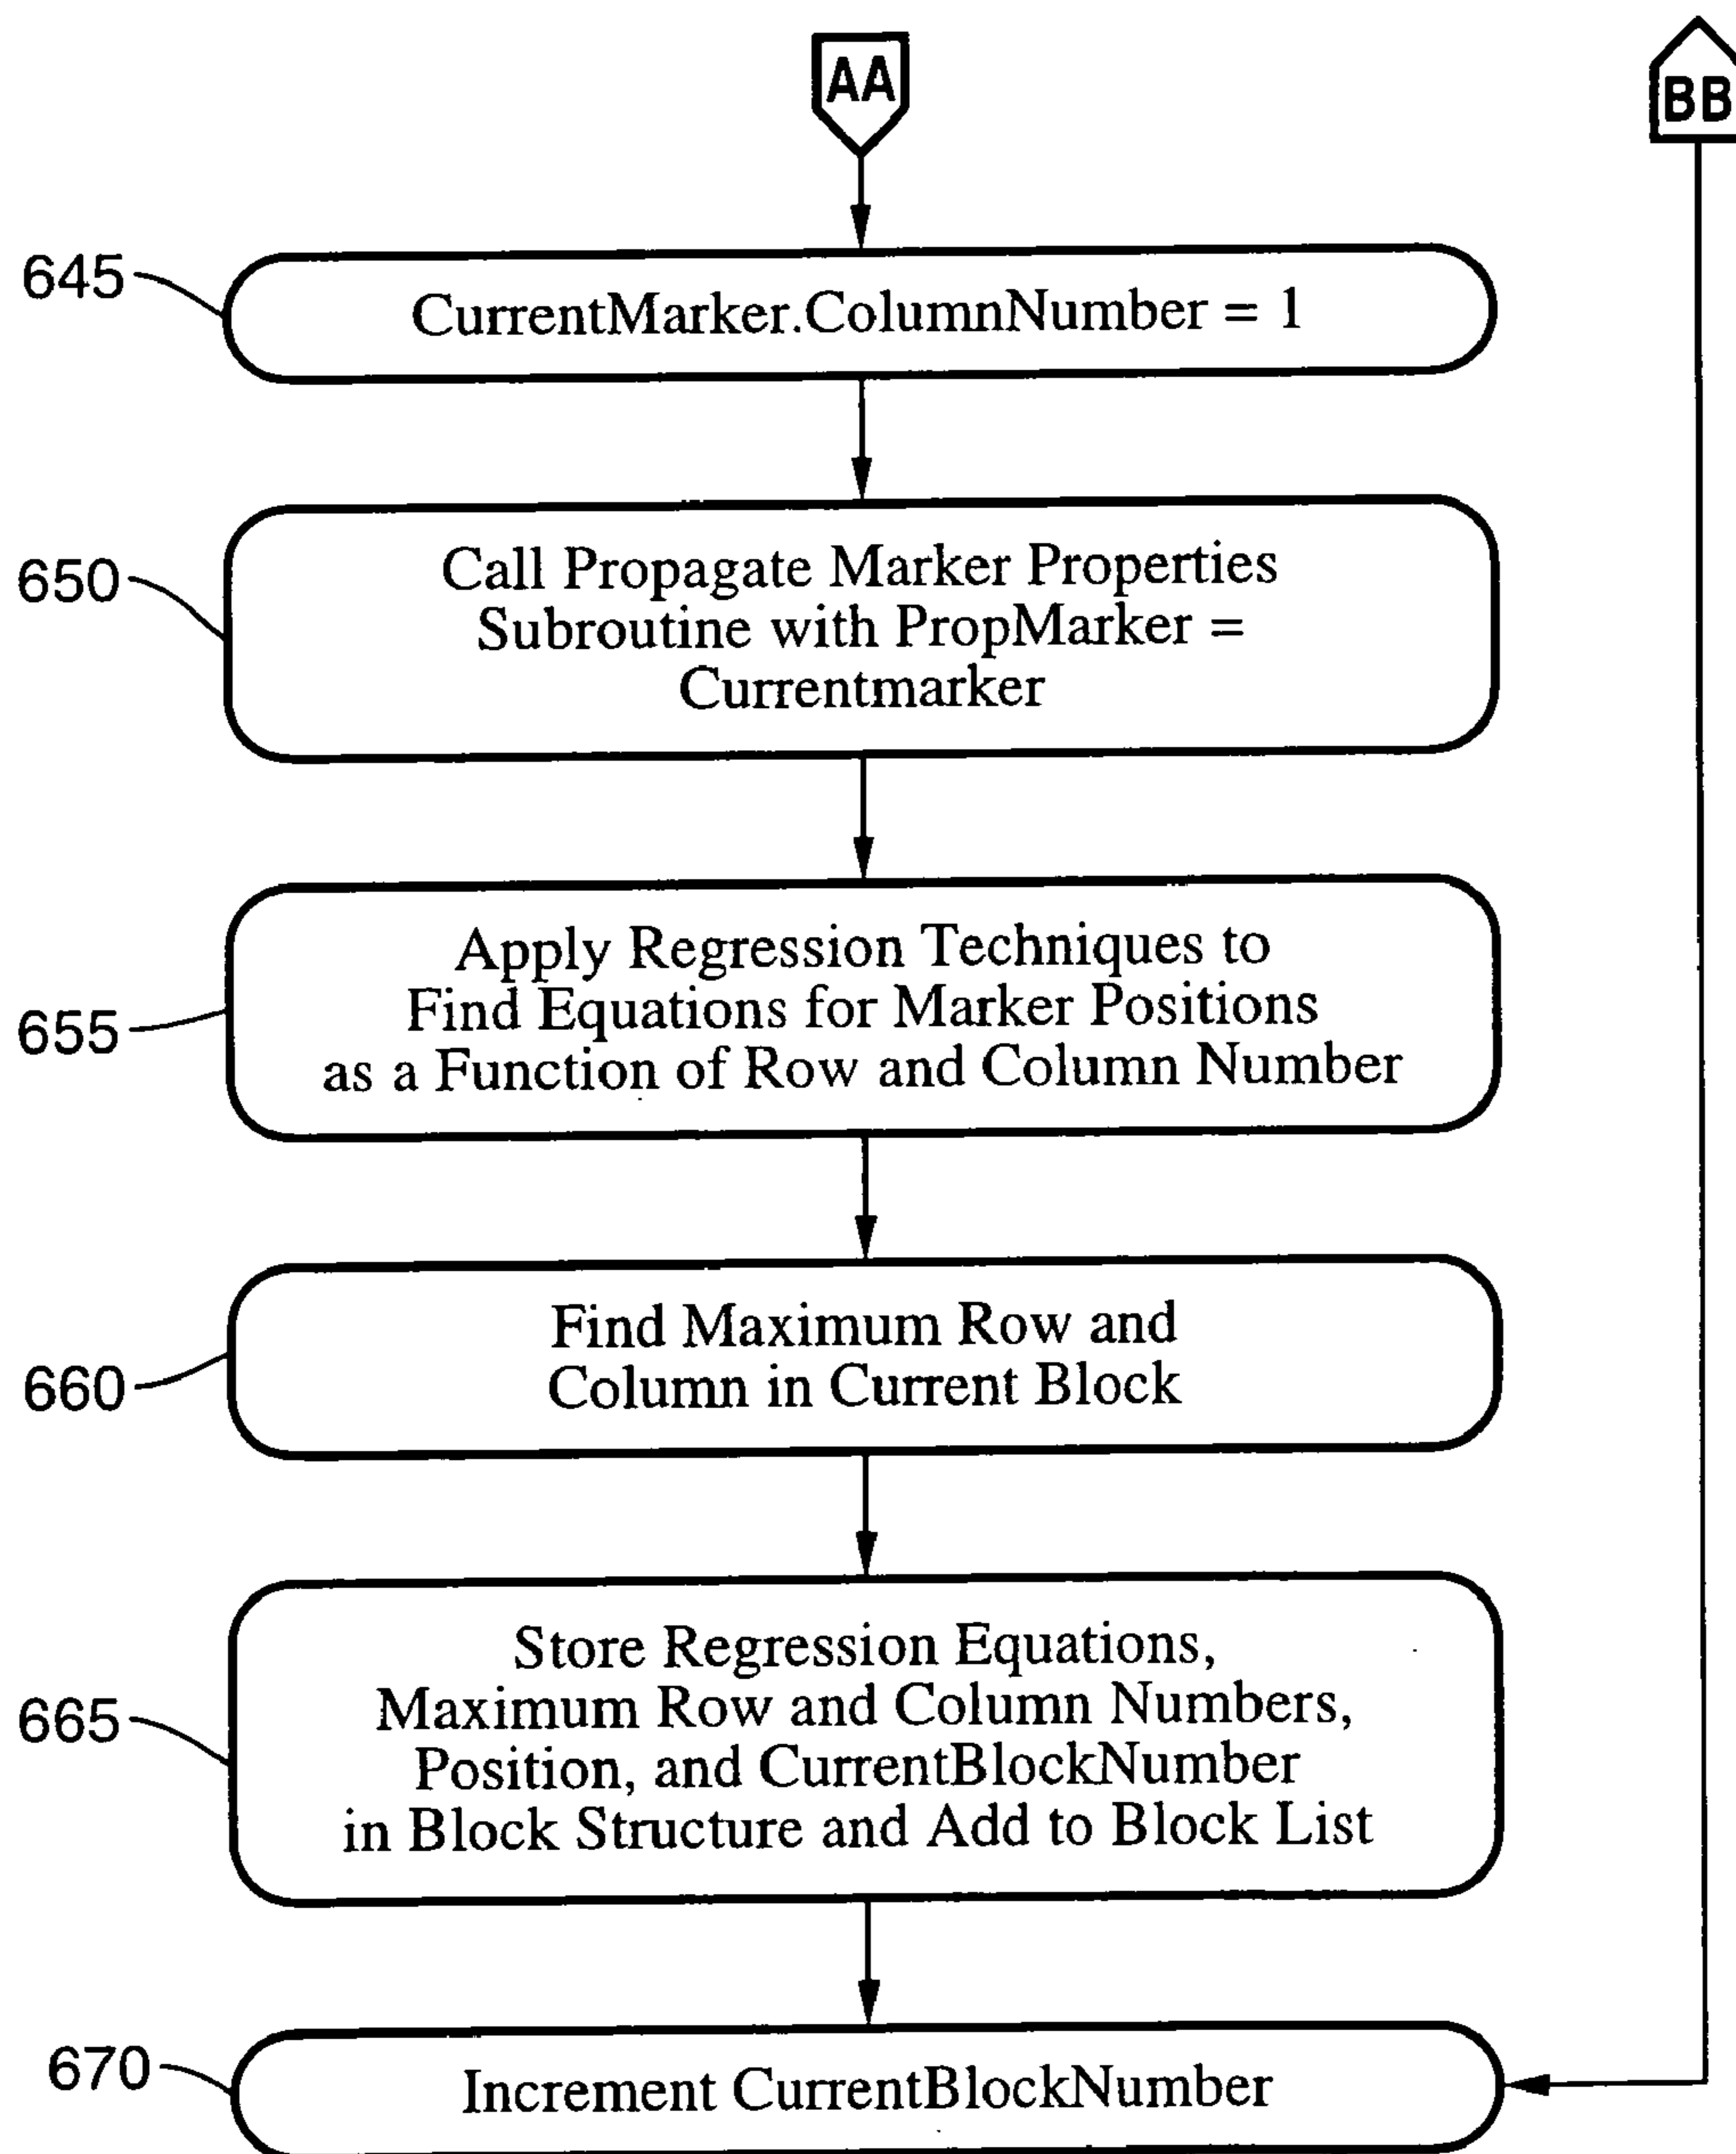 AA
BB
645
CurrentMarker.ColumnNumber = 1
650
Call Propagate Marker Properties
Subroutine with PropMarker =
Currentmarker
655
Apply Regression Techniques to
Find Equations for Marker Positions
as a Function of Row and Column Number
660
Find Maximum Row and
Column in Current Block
665
Store Regression Equations,
Maximum Row and Column Numbers,
Position, and CurrentBlockNumber
in Block Structure and Add to Block List
670
Increment CurrentBlockNumber